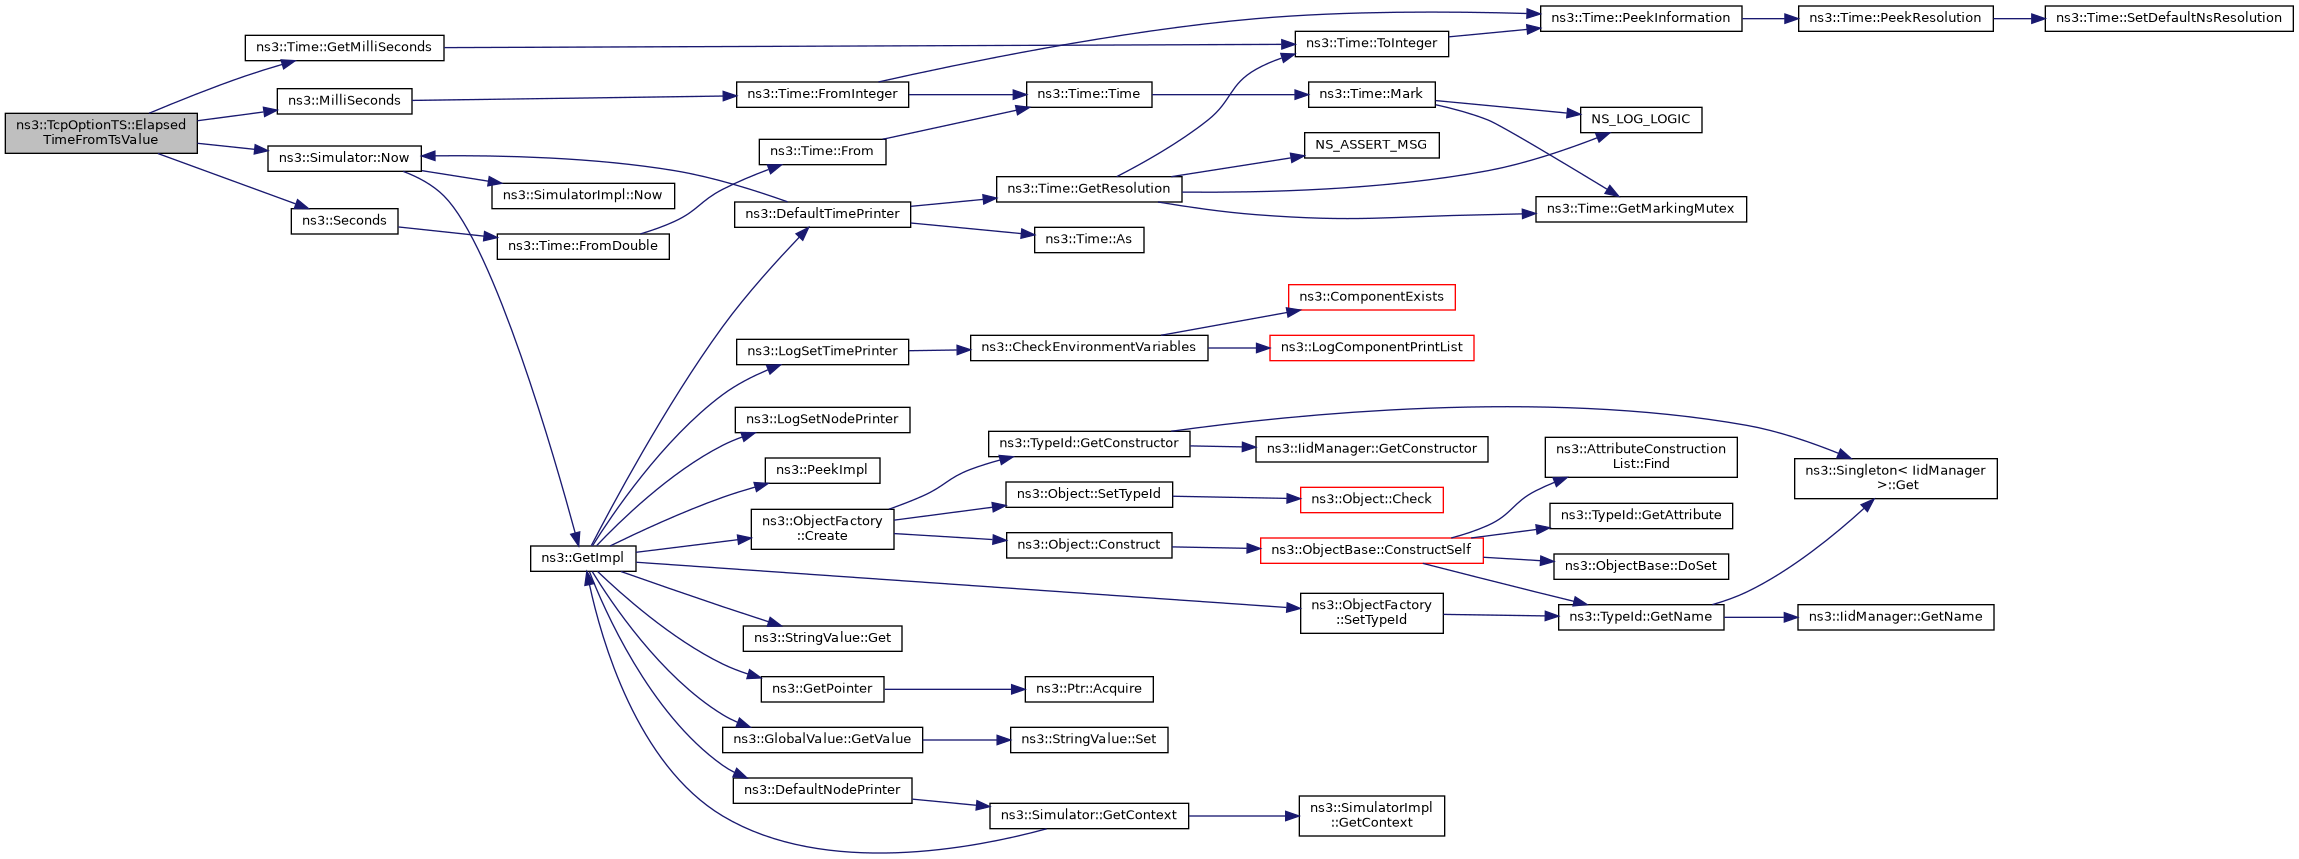 ns3::TcpOptionTS::Elapsed
TimeFromTsValue
ns3::Time::GetMilliSeconds
ns3::MilliSeconds
ns3::Simulator::Now
ns3::Seconds
ns3::SimulatorImpl::Now
ns3::Time::FromDouble
ns3::GetImpl
ns3::Time::FromInteger
ns3::Time::From
ns3::DefaultTimePrinter
ns3::LogSetTimePrinter
ns3::LogSetNodePrinter
ns3::PeekImpl
ns3::ObjectFactory
::Create
ns3::StringValue::Get
ns3::GetPointer
ns3::GlobalValue::GetValue
ns3::DefaultNodePrinter
ns3::Time::Time
ns3::Time::GetResolution
ns3::Time::As
ns3::CheckEnvironmentVariables
ns3::TypeId::GetConstructor
ns3::Object::SetTypeId
ns3::Object::Construct
ns3::Ptr::Acquire
ns3::StringValue::Set
ns3::Simulator::GetContext
ns3::Time::ToInteger
ns3::Time::Mark
NS_ASSERT_MSG
ns3::ComponentExists
ns3::LogComponentPrintList
ns3::IidManager::GetConstructor
ns3::Object::Check
ns3::ObjectBase::ConstructSelf
ns3::ObjectFactory
::SetTypeId
ns3::SimulatorImpl
::GetContext
ns3::Time::PeekInformation
NS_LOG_LOGIC
ns3::Time::GetMarkingMutex
ns3::AttributeConstruction
List::Find
ns3::TypeId::GetAttribute
ns3::ObjectBase::DoSet
ns3::TypeId::GetName
ns3::Time::PeekResolution
ns3::Singleton< IidManager
>::Get
ns3::IidManager::GetName
ns3::Time::SetDefaultNsResolution